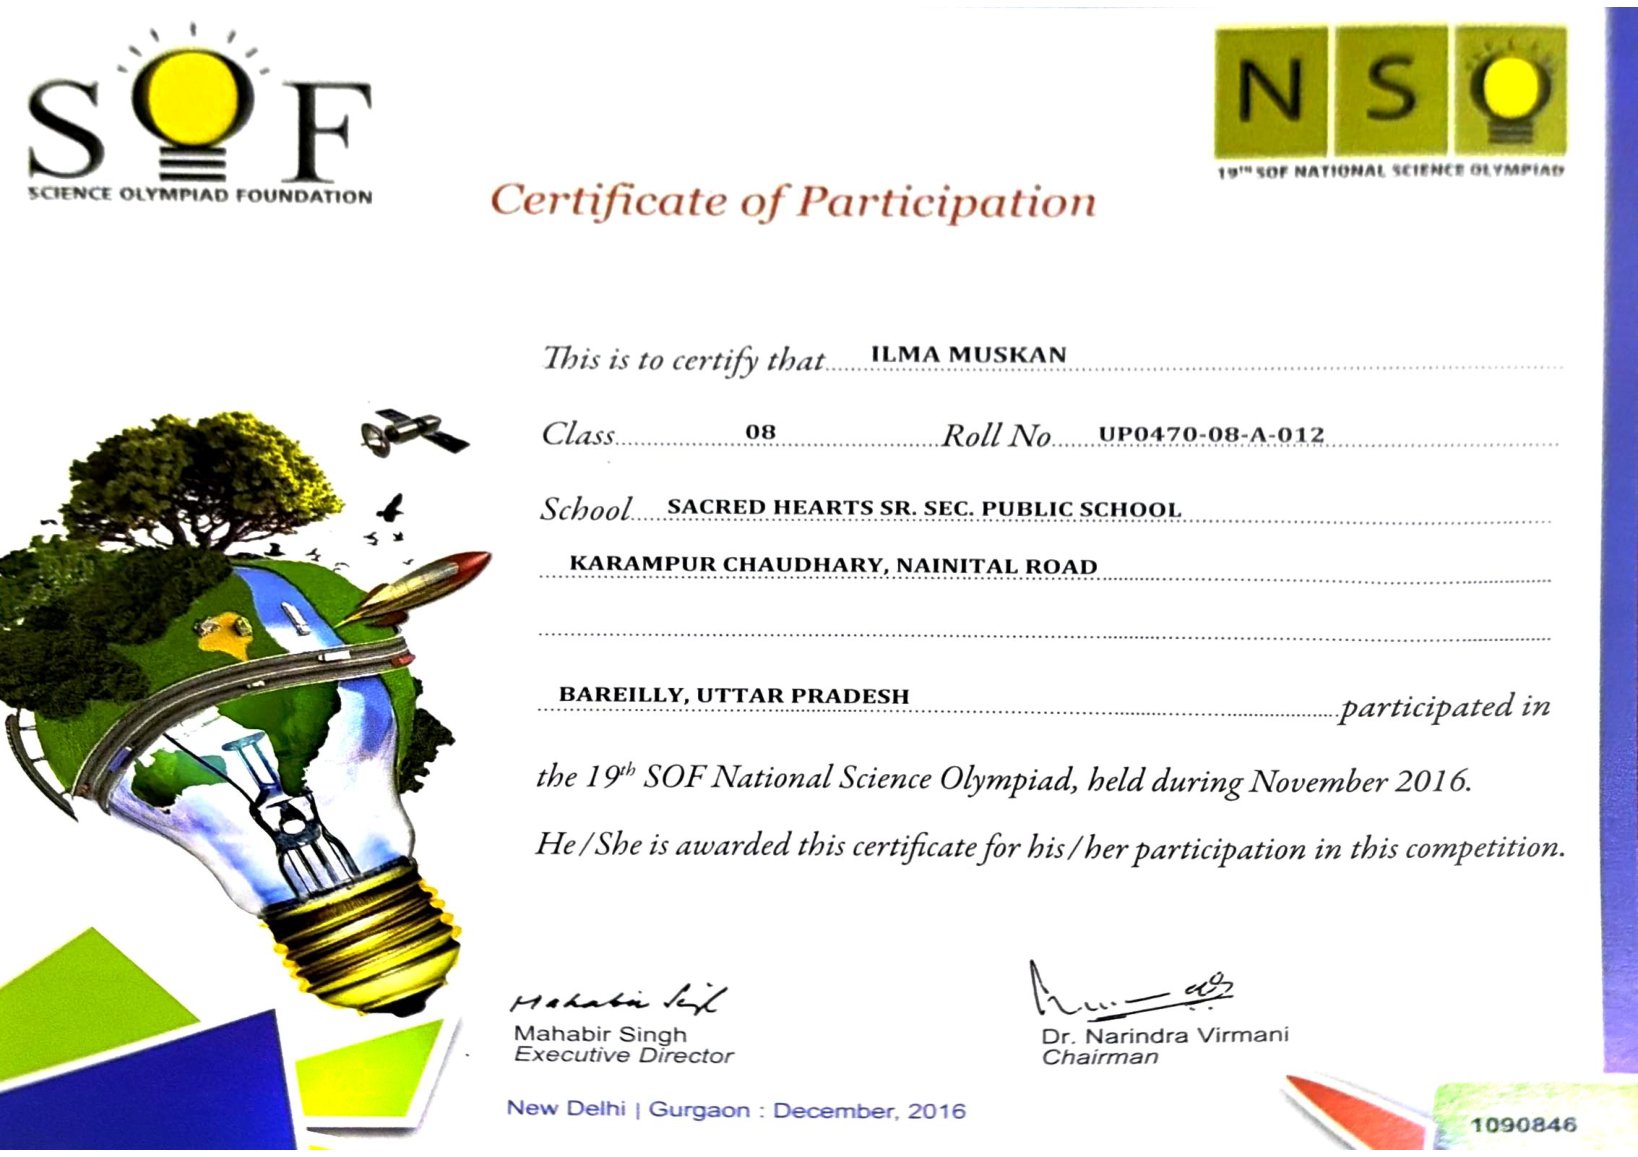 SOF
SCIENCE OLYMPIAD FOUNDATION
NSO
19TH SOF NATIONAL SCIENCE OLYMPIAD
Certificate of Participation
This is to certify that ILMA MUSKAN
Class 08 Roll No UP0470-08-A-012
School SACRED HEARTS SR. SEC. PUBLIC SCHOOL
KARAMPUR CHAUDHARY, NAINITAL ROAD
BAREILLY, UTTAR PRADESH participated in
the 19th SOF National Science Olympiad, held during November 2016.
He/She is awarded this certificate for his/her participation in this competition.
Mahabir Singh
Mahabir Singh
Executive Director
Dr. Narindra Virmani
Chairman
New Delhi | Gurgaon : December, 2016
1090846